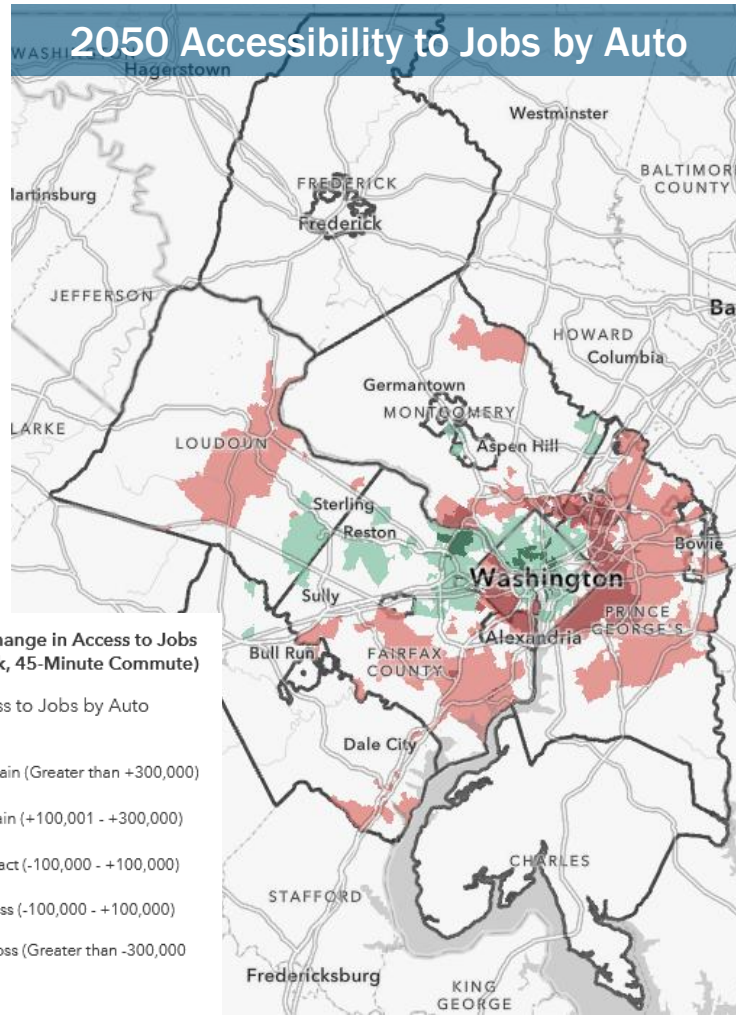 2050 Accessibility to Jobs by Auto
WASHINGTON
Hagerstown
Westminster
BALTIMORE
COUNTY
FREDERICK
Frederick
Martinsburg
JEFFERSON
Ba
HOWARD
Columbia
Germantown
MONTGOMERY
CLARKE
LOUDOUN
Aspen Hill
Sterling
Reston
Bowie
Washington
Sully
PRINCE
GEORGE'S
Alexandria
Bull Run
FAIRFAX
COUNTY
hange in Access to Jobs
k, 45-Minute Commute)
ss to Jobs by Auto
Dale City
ain (Greater than +300,000)
ain (+100,001 - +300,000)
act (-100,000 - +100,000)
ss (-100,000 - +100,000)
oss (Greater than -300,000
CHARLES
STAFFORD
Fredericksburg
KING
GEORGE